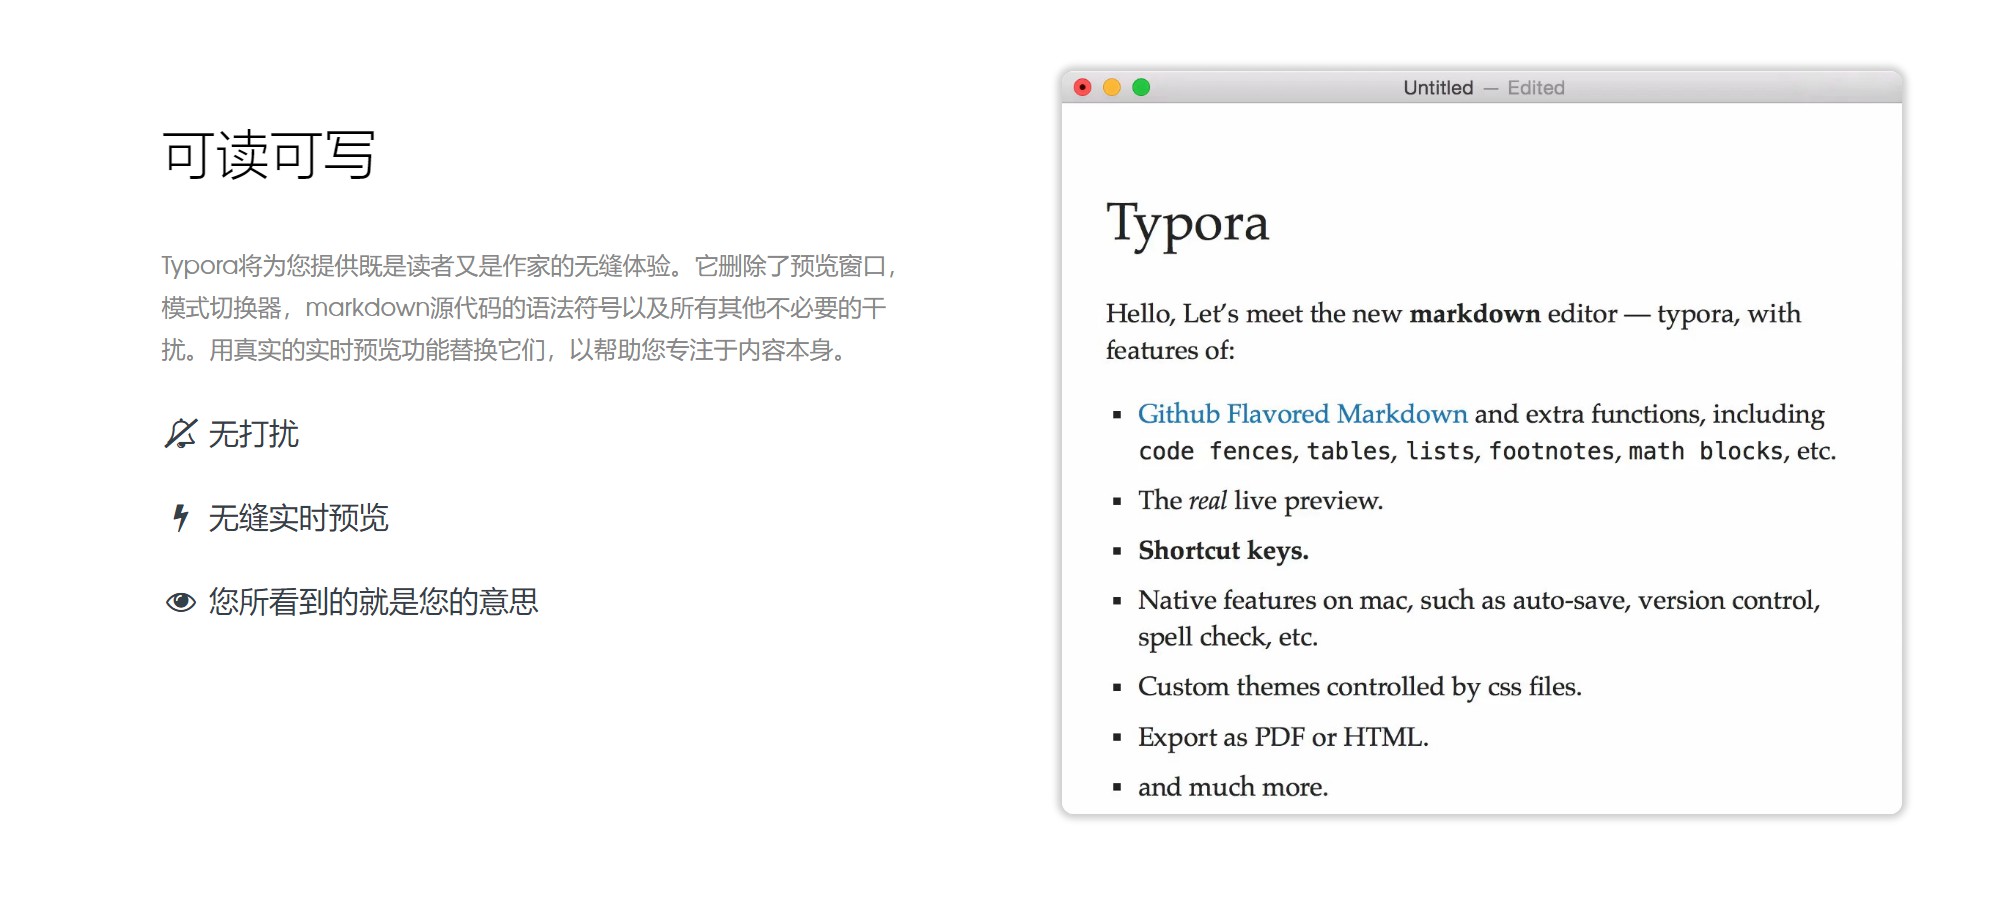 可读可写
Typora将为您提供既是读者又是作家的无缝体验。它删除了预览窗口，
模式切换器，markdown源代码的语法符号以及所有其他不必要的干
扰。用真实的实时预览功能替换它们，以帮助您专注于内容本身。
无打扰
无缝实时预览
您所看到的就是您的意思
Untitled — Edited
Typora
Hello, Let’s meet the new markdown editor — typora, with
features of:
▪ Github Flavored Markdown and extra functions, including
code fences, tables, lists, footnotes, math blocks, etc.
▪ The real live preview.
▪ Shortcut keys.
▪ Native features on mac, such as auto-save, version control,
spell check, etc.
▪ Custom themes controlled by css files.
▪ Export as PDF or HTML.
▪ and much more.